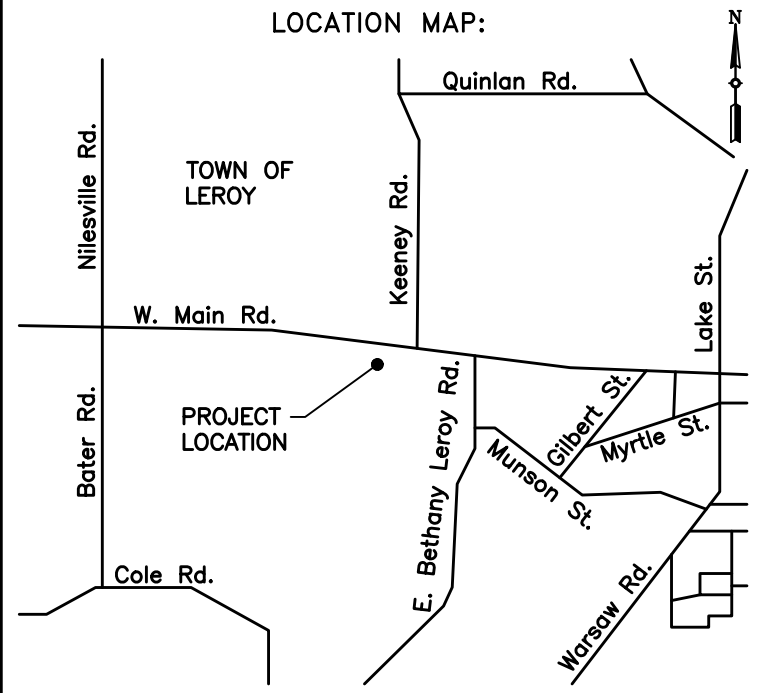 LOCATION MAP:
N
Quinlan Rd.
Nilesville Rd.
TOWN OF
LEROY
Keeney Rd.
Lake St.
W. Main Rd.
Bater Rd.
PROJECT
LOCATION
E. Bethany Leroy Rd.
Gilbert St.
Myrtle St.
Munson St.
Cole Rd.
Warsaw Rd.